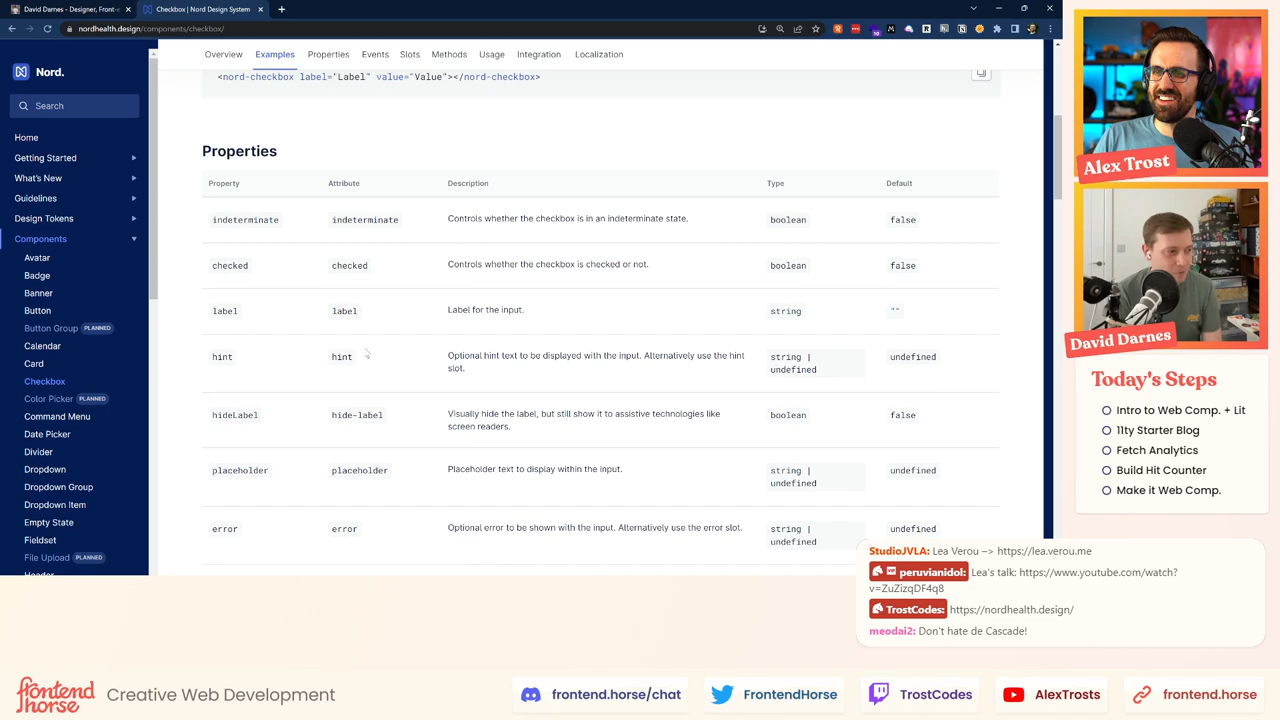 David Darnes - Designer, Front-e
Checkbox | Nord Design System
nordhealth.design/components/checkbox/
Nord.
Search
Home
Getting Started
What's New
Guidelines
Design Tokens
Components
Avatar
Badge
Banner
Button
Button Group PLANNED
Calendar
Card
Checkbox
Color Picker PLANNED
Command Menu
Date Picker
Divider
Dropdown
Dropdown Group
Dropdown Item
Empty State
Fieldset
File Upload PLANNED
Header
Overview Examples Properties Events Slots Methods Usage Integration Localization
<nord-checkbox label="Label" value="Value"></nord-checkbox>
Properties
Property Attribute Description Type Default
indeterminate indeterminate Controls whether the checkbox is in an indeterminate state. boolean false
checked checked Controls whether the checkbox is checked or not. boolean false
label label Label for the input. string ""
hint hint Optional hint text to be displayed with the input. Alternatively use the hint string | undefined
slot. undefined
hideLabel hide-label Visually hide the label, but still show it to assistive technologies like boolean false
screen readers.
placeholder placeholder Placeholder text to display within the input. string | undefined
undefined
error error Optional error to be shown with the input. Alternatively use the error slot. string | undefined
undefined
Alex Trost
David Darnes
Today's Steps
Intro to Web Comp. + Lit
11ty Starter Blog
Fetch Analytics
Build Hit Counter
Make it Web Comp.
StudioJVLA: Lea Verou –> https://lea.verou.me
peruvianidol: Lea's talk: https://www.youtube.com/watch?
v=ZuZizqDF4q8
TrostCodes: https://nordhealth.design/
meodai2: Don't hate de Cascade!
frontend
horse
Creative Web Development
frontend.horse/chat
FrontendHorse
TrostCodes
AlexTrosts
frontend.horse